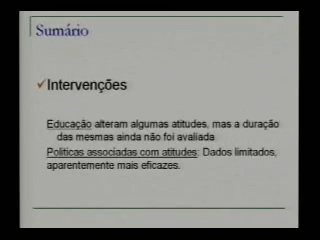 Sumário
Intervenções
Educação alteram algumas atitudes, mas a duração
das mesmas ainda não foi avaliada
Politicas associadas com atitudes: Dados limitados,
aparentemente mais eficazes.